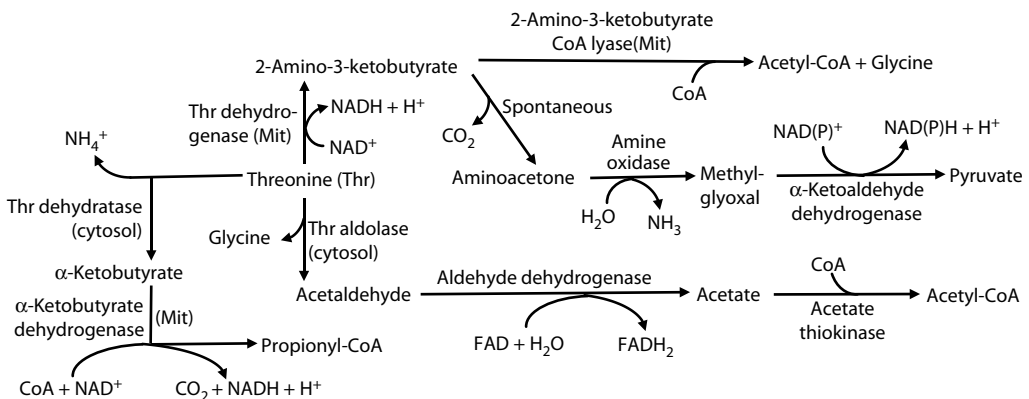 2-Amino-3-ketobutyrate
CoA lyase(Mit)
2-Amino-3-ketobutyrate
Acetyl-CoA + Glycine
CoA
Thr dehydro-
genase (Mit)
NADH + H⁺
NAD⁺
Spontaneous
CO₂
NH₄⁺
Threonine (Thr)
Aminoacetone
Amine
oxidase
H₂O
NH₃
Methyl-
glyoxal
NAD(P)⁺
NAD(P)H + H⁺
α-Ketoaldehyde
dehydrogenase
Pyruvate
Thr dehydratase
(cytosol)
Glycine
Thr aldolase
(cytosol)
α-Ketobutyrate
Acetaldehyde
Aldehyde dehydrogenase
FAD + H₂O
FADH₂
Acetate
CoA
Acetate
thiokinase
Acetyl-CoA
α-Ketobutyrate
dehydrogenase
(Mit)
Propionyl-CoA
CoA + NAD⁺
CO₂ + NADH + H⁺